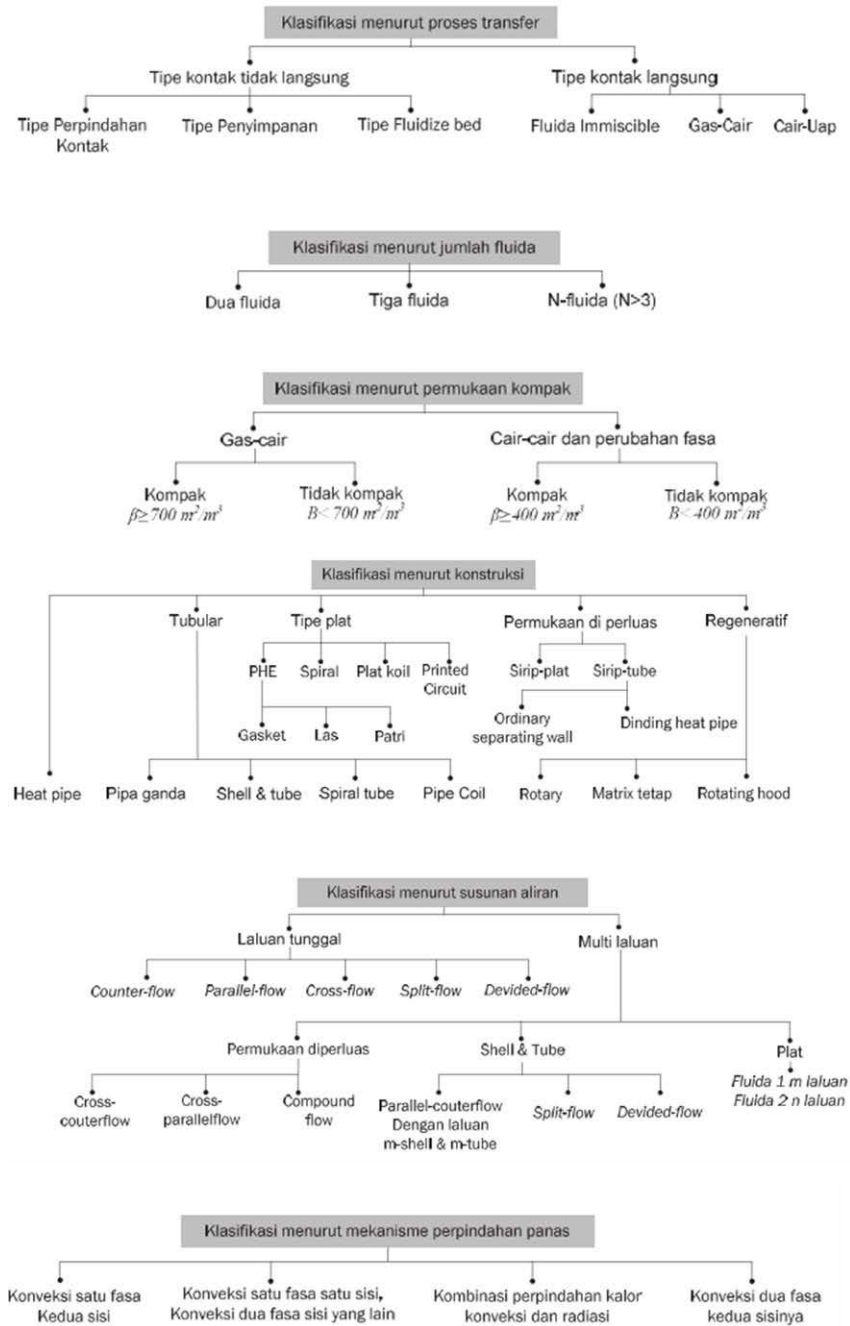 Klasifikasi menurut proses transfer
Tipe kontak tidak langsung
Tipe kontak langsung
Tipe Perpindahan
Kontak
Tipe Penyimpanan
Tipe Fluidize bed
Fluida Immiscible
Gas-Cair
Cair-Uap
Klasifikasi menurut jumlah fluida
Dua fluida
Tiga fluida
N-fluida (N>3)
Klasifikasi menurut permukaan kompak
Gas-cair
Cair-cair dan perubahan fasa
Kompak
β≥700 m²/m³
Tidak kompak
B<700 m²/m³
Kompak
β≥400 m²/m³
Tidak kompak
B<400 m²/m³
Klasifikasi menurut konstruksi
Tubular
Tipe plat
Permukaan di perluas
Regeneratif
PHE
Spiral
Plat koil
Printed
Circuit
Sirip-plat
Sirip-tube
Gasket
Las
Patri
Ordinary
separating wall
Dinding heat pipe
Heat pipe
Pipa ganda
Shell & tube
Spiral tube
Pipe Coil
Rotary
Matrix tetap
Rotating hood
Klasifikasi menurut susunan aliran
Laluan tunggal
Multi laluan
Counter-flow
Parallel-flow
Cross-flow
Split-flow
Devided-flow
Permukaan diperluas
Shell & Tube
Plat
Fluida 1 m laluan
Fluida 2 n laluan
Cross-
couterflow
Cross-
parallelflow
Compound
flow
Parallel-couterflow
Dengan laluan
m-shell & m-tube
Split-flow
Devided-flow
Klasifikasi menurut mekanisme perpindahan panas
Konveksi satu fasa
Kedua sisi
Konveksi satu fasa satu sisi,
Konveksi dua fasa sisi yang lain
Kombinasi perpindahan kalor
konveksi dan radiasi
Konveksi dua fasa
kedua sisinya